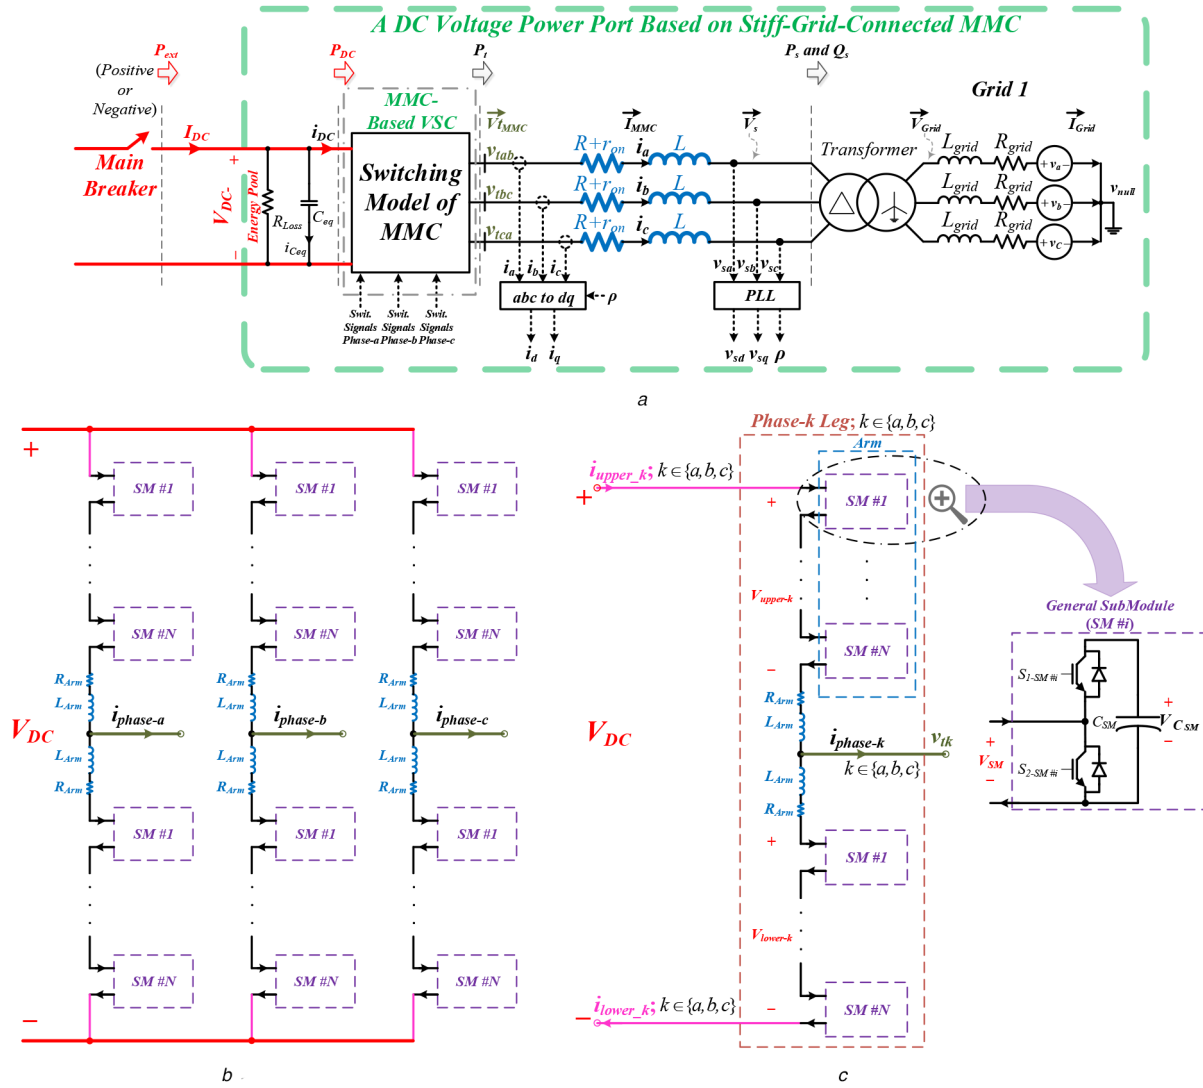 A DC Voltage Power Port Based on Stiff-Grid-Connected MMC
P_ext
P_DC
P_t
P_s and Q_s
(Positive
or
Negative)
Main
Breaker
I_DC
i_DC
+
V_DC-
Energy Pool
−
R_Loss
C_eq
i_Ceq
MMC-
Based VSC
Switching
Model of
MMC
Swit.
Signals
Phase-a
Swit.
Signals
Phase-b
Swit.
Signals
Phase-c
Vt_MMC
v_tab
v_tbc
v_tca
i_a
i_b
i_c
abc to dq
ρ
i_d
i_q
R+r_on
R+r_on
R+r_on
I_MMC
i_a
i_b
i_c
L
L
L
V_s
v_sa
v_sb
v_sc
PLL
v_sd
v_sq
ρ
Transformer
Grid 1
V_Grid
I_Grid
L_grid
R_grid
+v_a−
L_grid
R_grid
+v_b−
L_grid
R_grid
+v_c−
v_null
a
+
SM #1
SM #1
SM #1
SM #N
SM #N
SM #N
R_Arm
R_Arm
R_Arm
L_Arm
L_Arm
L_Arm
V_DC
i_phase-a
i_phase-b
i_phase-c
L_Arm
L_Arm
L_Arm
R_Arm
R_Arm
R_Arm
SM #1
SM #1
SM #1
SM #N
SM #N
SM #N
−
b
Phase-k Leg; k∈{a,b,c}
Arm
i_upper_k; k∈{a,b,c}
+
+
SM #1
V_upper-k
SM #N
−
R_Arm
L_Arm
V_DC
i_phase-k
k∈{a,b,c}
v_tk
L_Arm
R_Arm
+
SM #1
V_lower-k
SM #N
−
i_lower_k; k∈{a,b,c}
−
c
General SubModule
(SM #i)
S_1-SM #i
C_SM
+
V_C_SM
−
+
V_SM
−
S_2-SM #i